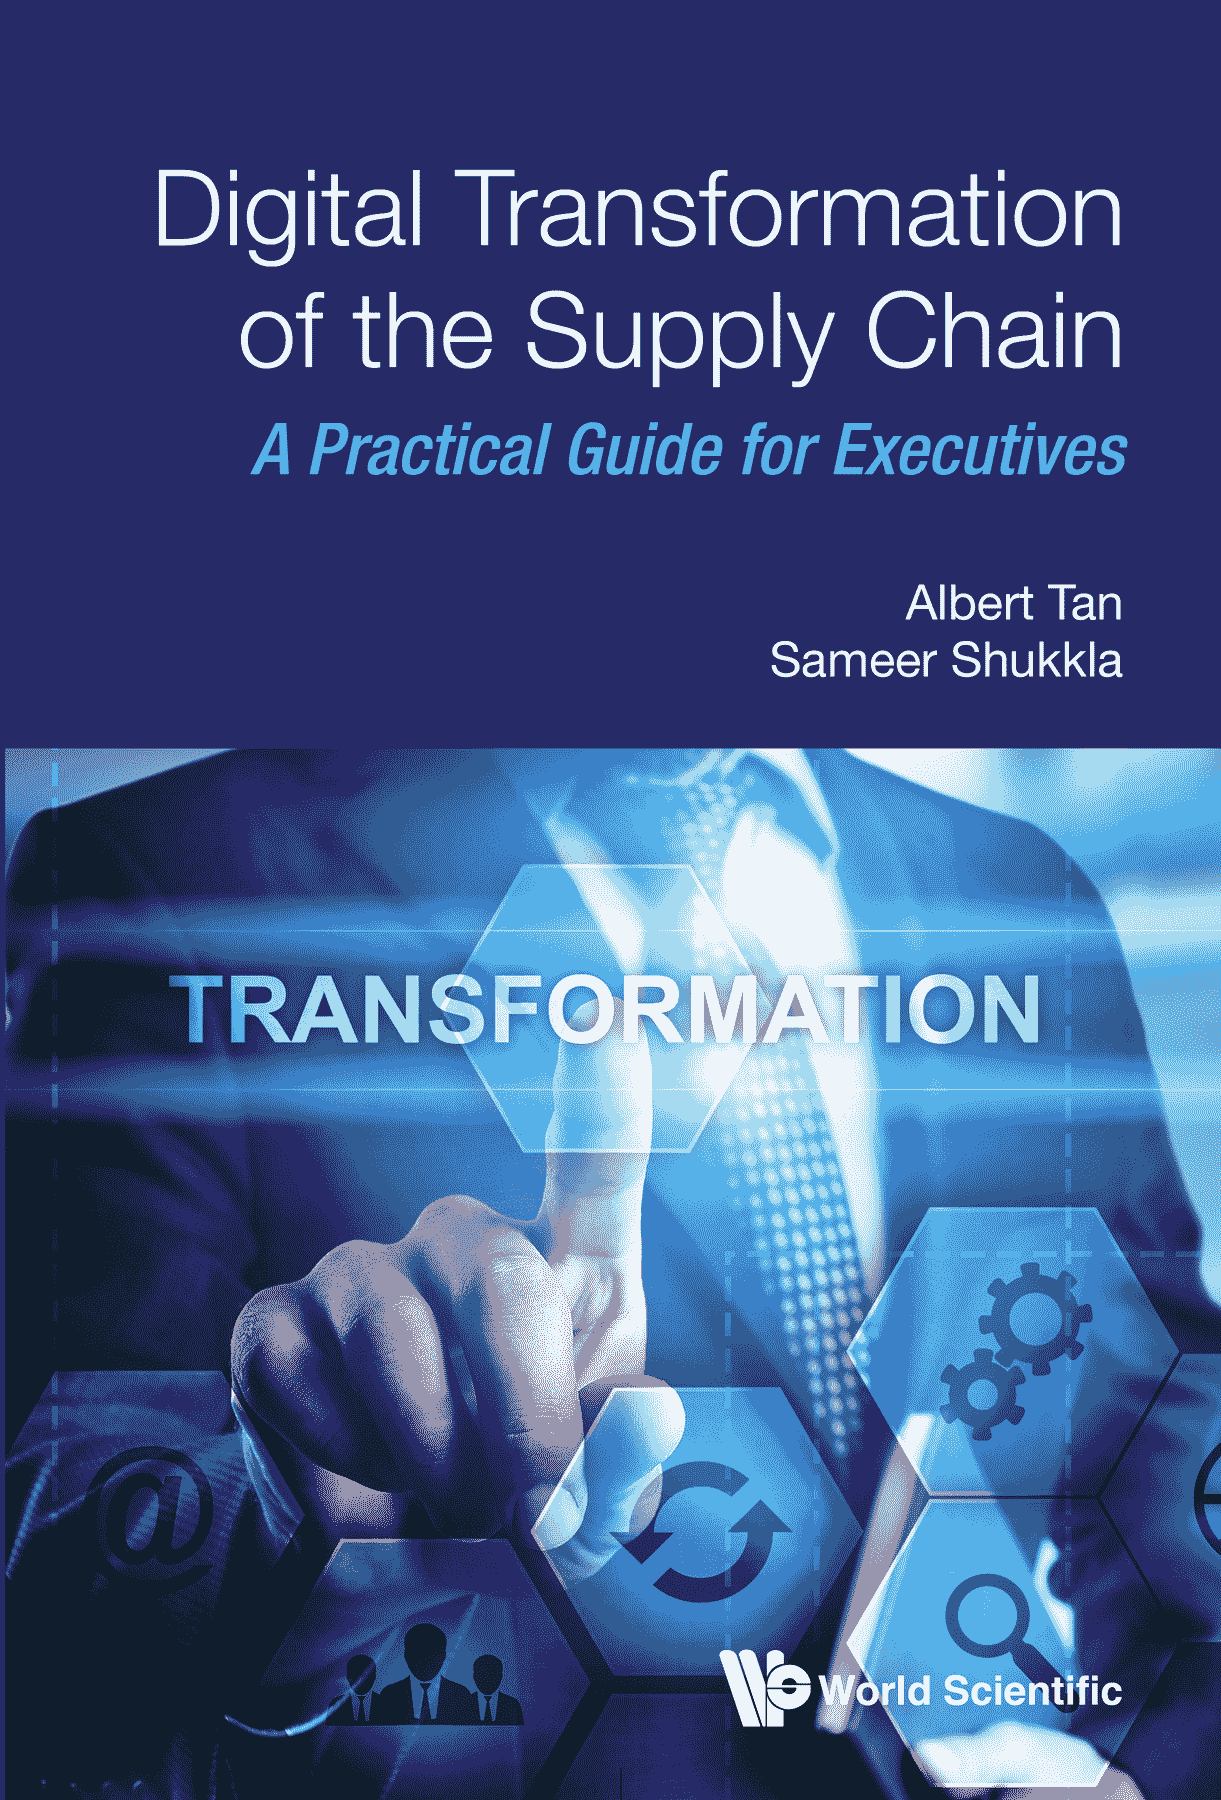 Digital Transformation
of the Supply Chain
A Practical Guide for Executives
Albert Tan
Sameer Shukkla
TRANSFORMATION
@
World Scientific